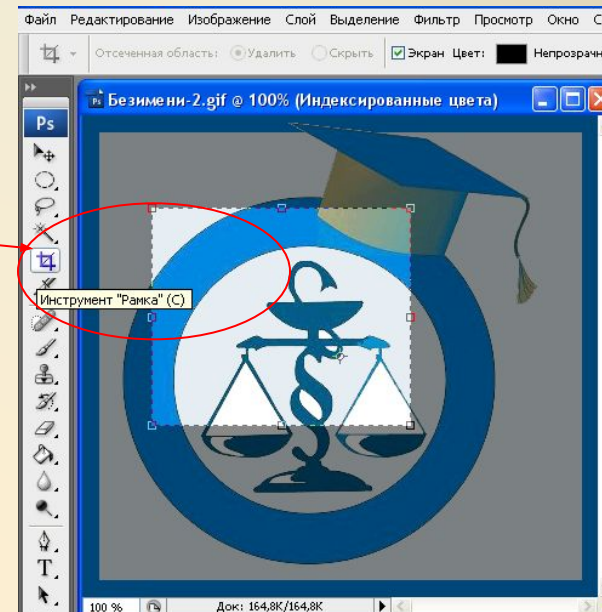 Файл Редактирование Изображение Слой Выделение Фильтр Просмотр Окно С
Отсеченная область: Удалить Скрыть Экран Цвет: Непрозрачн
Безимени-2.gif @ 100% (Индексированные цвета)
Ps
Инструмент "Рамка" (C)
T
100 % Док: 164,8K/164,8K